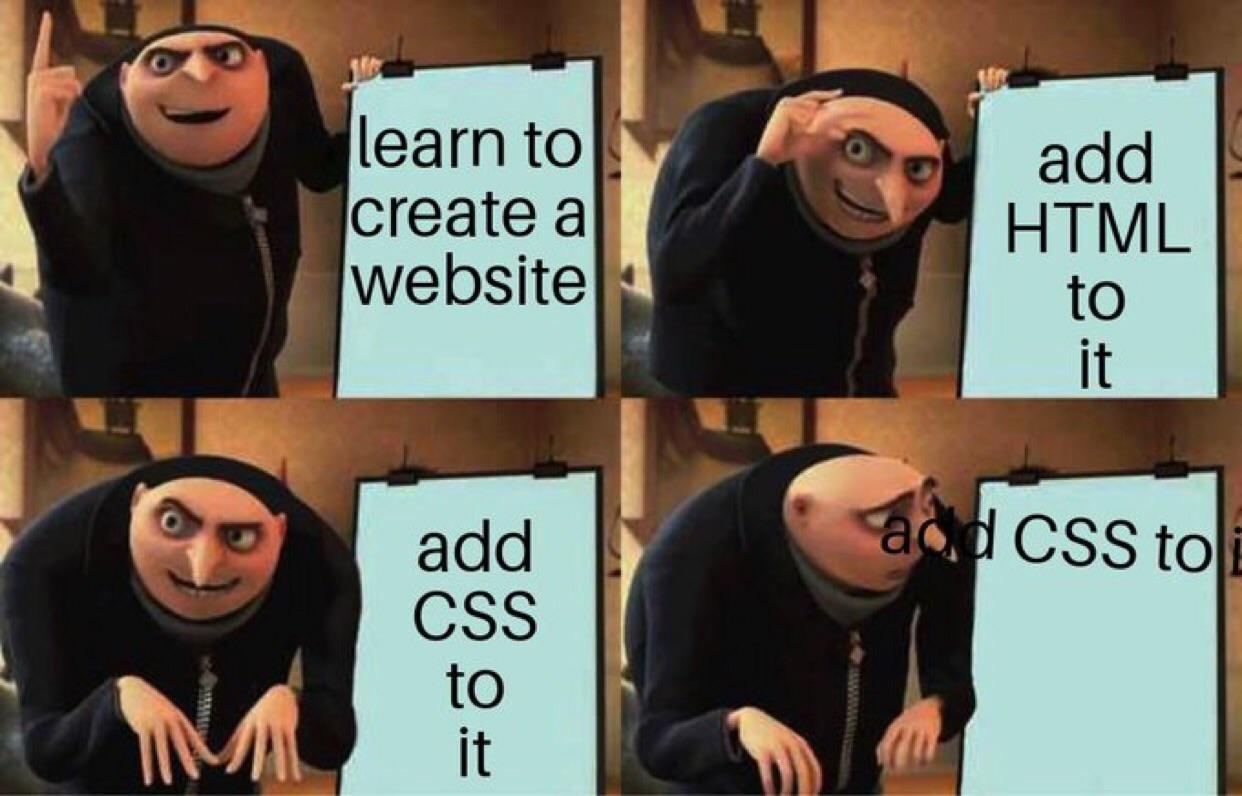 learn to
create a
website
add
HTML
to
it
add
CSS
to
it
add CSS to i